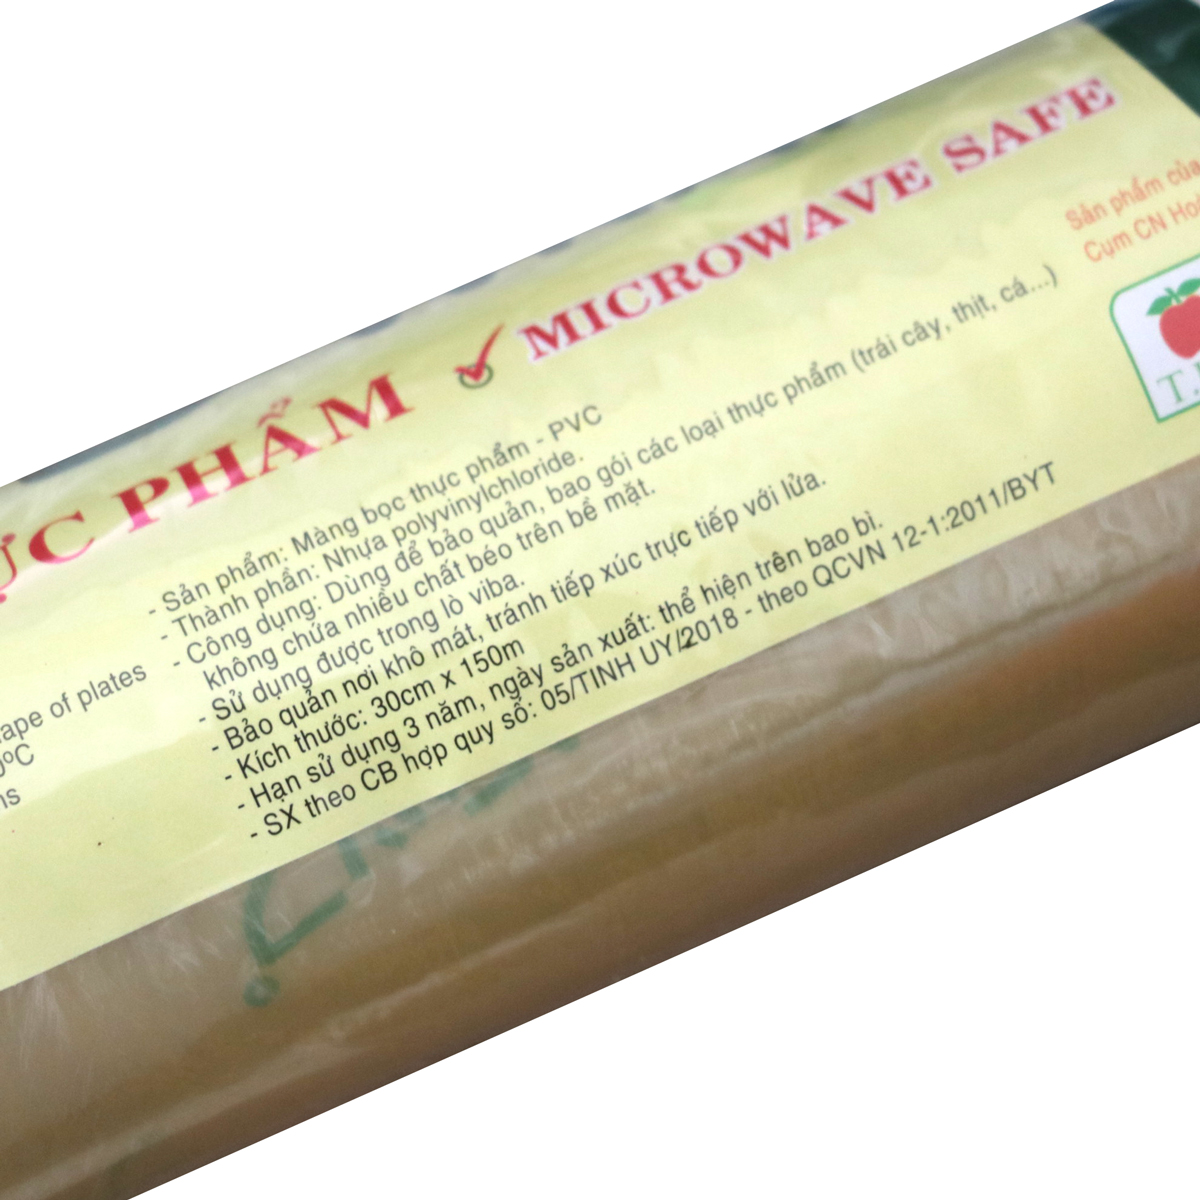 PHẨM MICROWAVE SAFE
- Sản phẩm: Màng bọc thực phẩm - PVC
- Thành phần: Nhựa polyvinylchloride.
- Công dụng: Dùng để bảo quản, bao gói các loại thực phẩm (trái cây, thịt, cá...)
không chứa nhiều chất béo trên bề mặt.
- Sử dụng được trong lò viba.
- Bảo quản nơi khô mát, tránh tiếp xúc trực tiếp với lửa.
- Kích thước: 30cm x 150m
- Hạn sử dụng 3 năm, ngày sản xuất: thể hiện trên bao bì.
- SX theo CB hợp quy số: 05/TINH UY/2018 - theo QCVN 12-1:2011/BYT
of plates
ºC
Sản phẩm của
Cụm CN